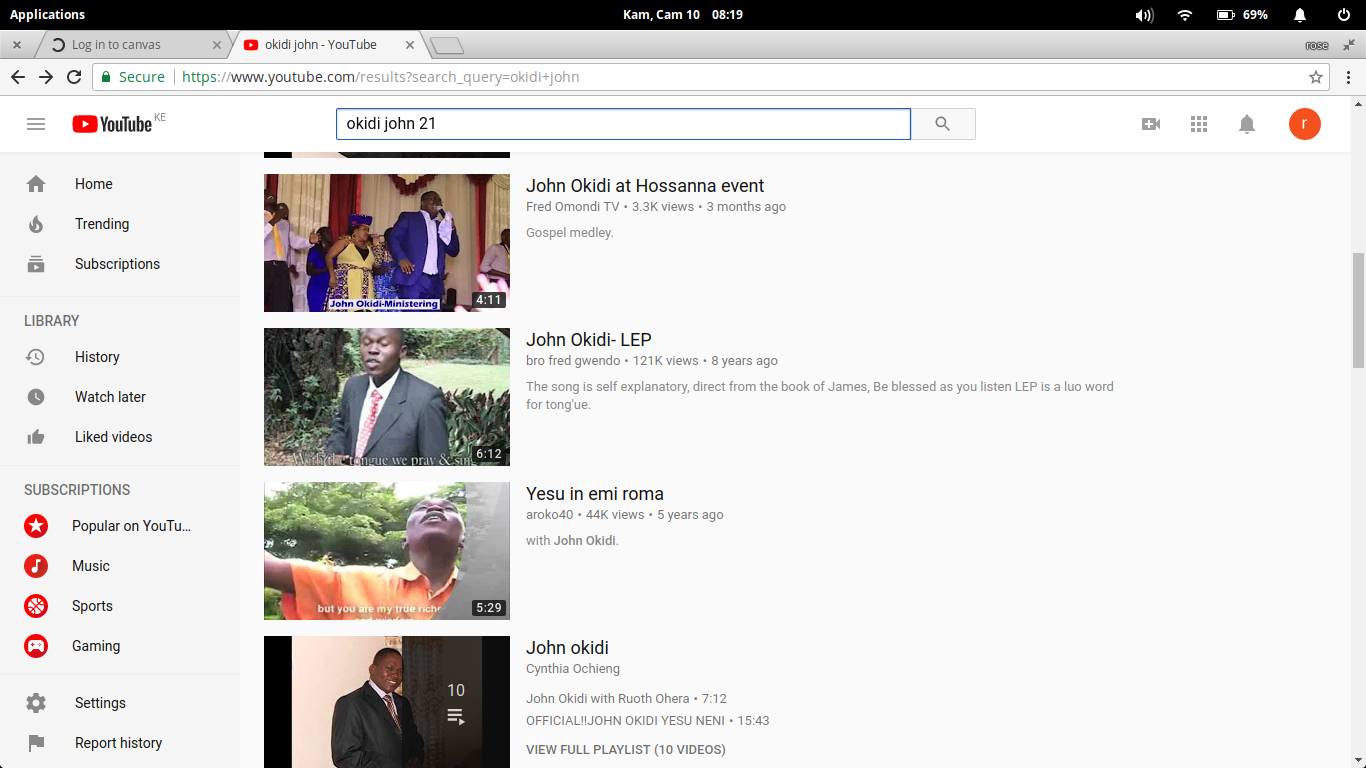 Applications
Kam, Cam 10 08:19
69%
Log in to canvas
okidi john - YouTube
rose
Secure
https://www.youtube.com/results?search_query=okidi+john
YouTube KE
okidi john 21
r
Home
Trending
Subscriptions
LIBRARY
History
Watch later
Liked videos
SUBSCRIPTIONS
Popular on YouTu...
Music
Sports
Gaming
Settings
Report history
John Okidi-Ministering
4:11
John Okidi at Hossanna event
Fred Omondi TV • 3.3K views • 3 months ago
Gospel medley.
With the tongue we pray & sing
6:12
John Okidi- LEP
bro fred gwendo • 121K views • 8 years ago
The song is self explanatory, direct from the book of James, Be blessed as you listen LEP is a luo word
for tong'ue.
but you are my true riche
5:29
Yesu in emi roma
aroko40 • 44K views • 5 years ago
with John Okidi.
10
John okidi
Cynthia Ochieng
John Okidi with Ruoth Ohera • 7:12
OFFICIAL!!JOHN OKIDI YESU NENI • 15:43
VIEW FULL PLAYLIST (10 VIDEOS)